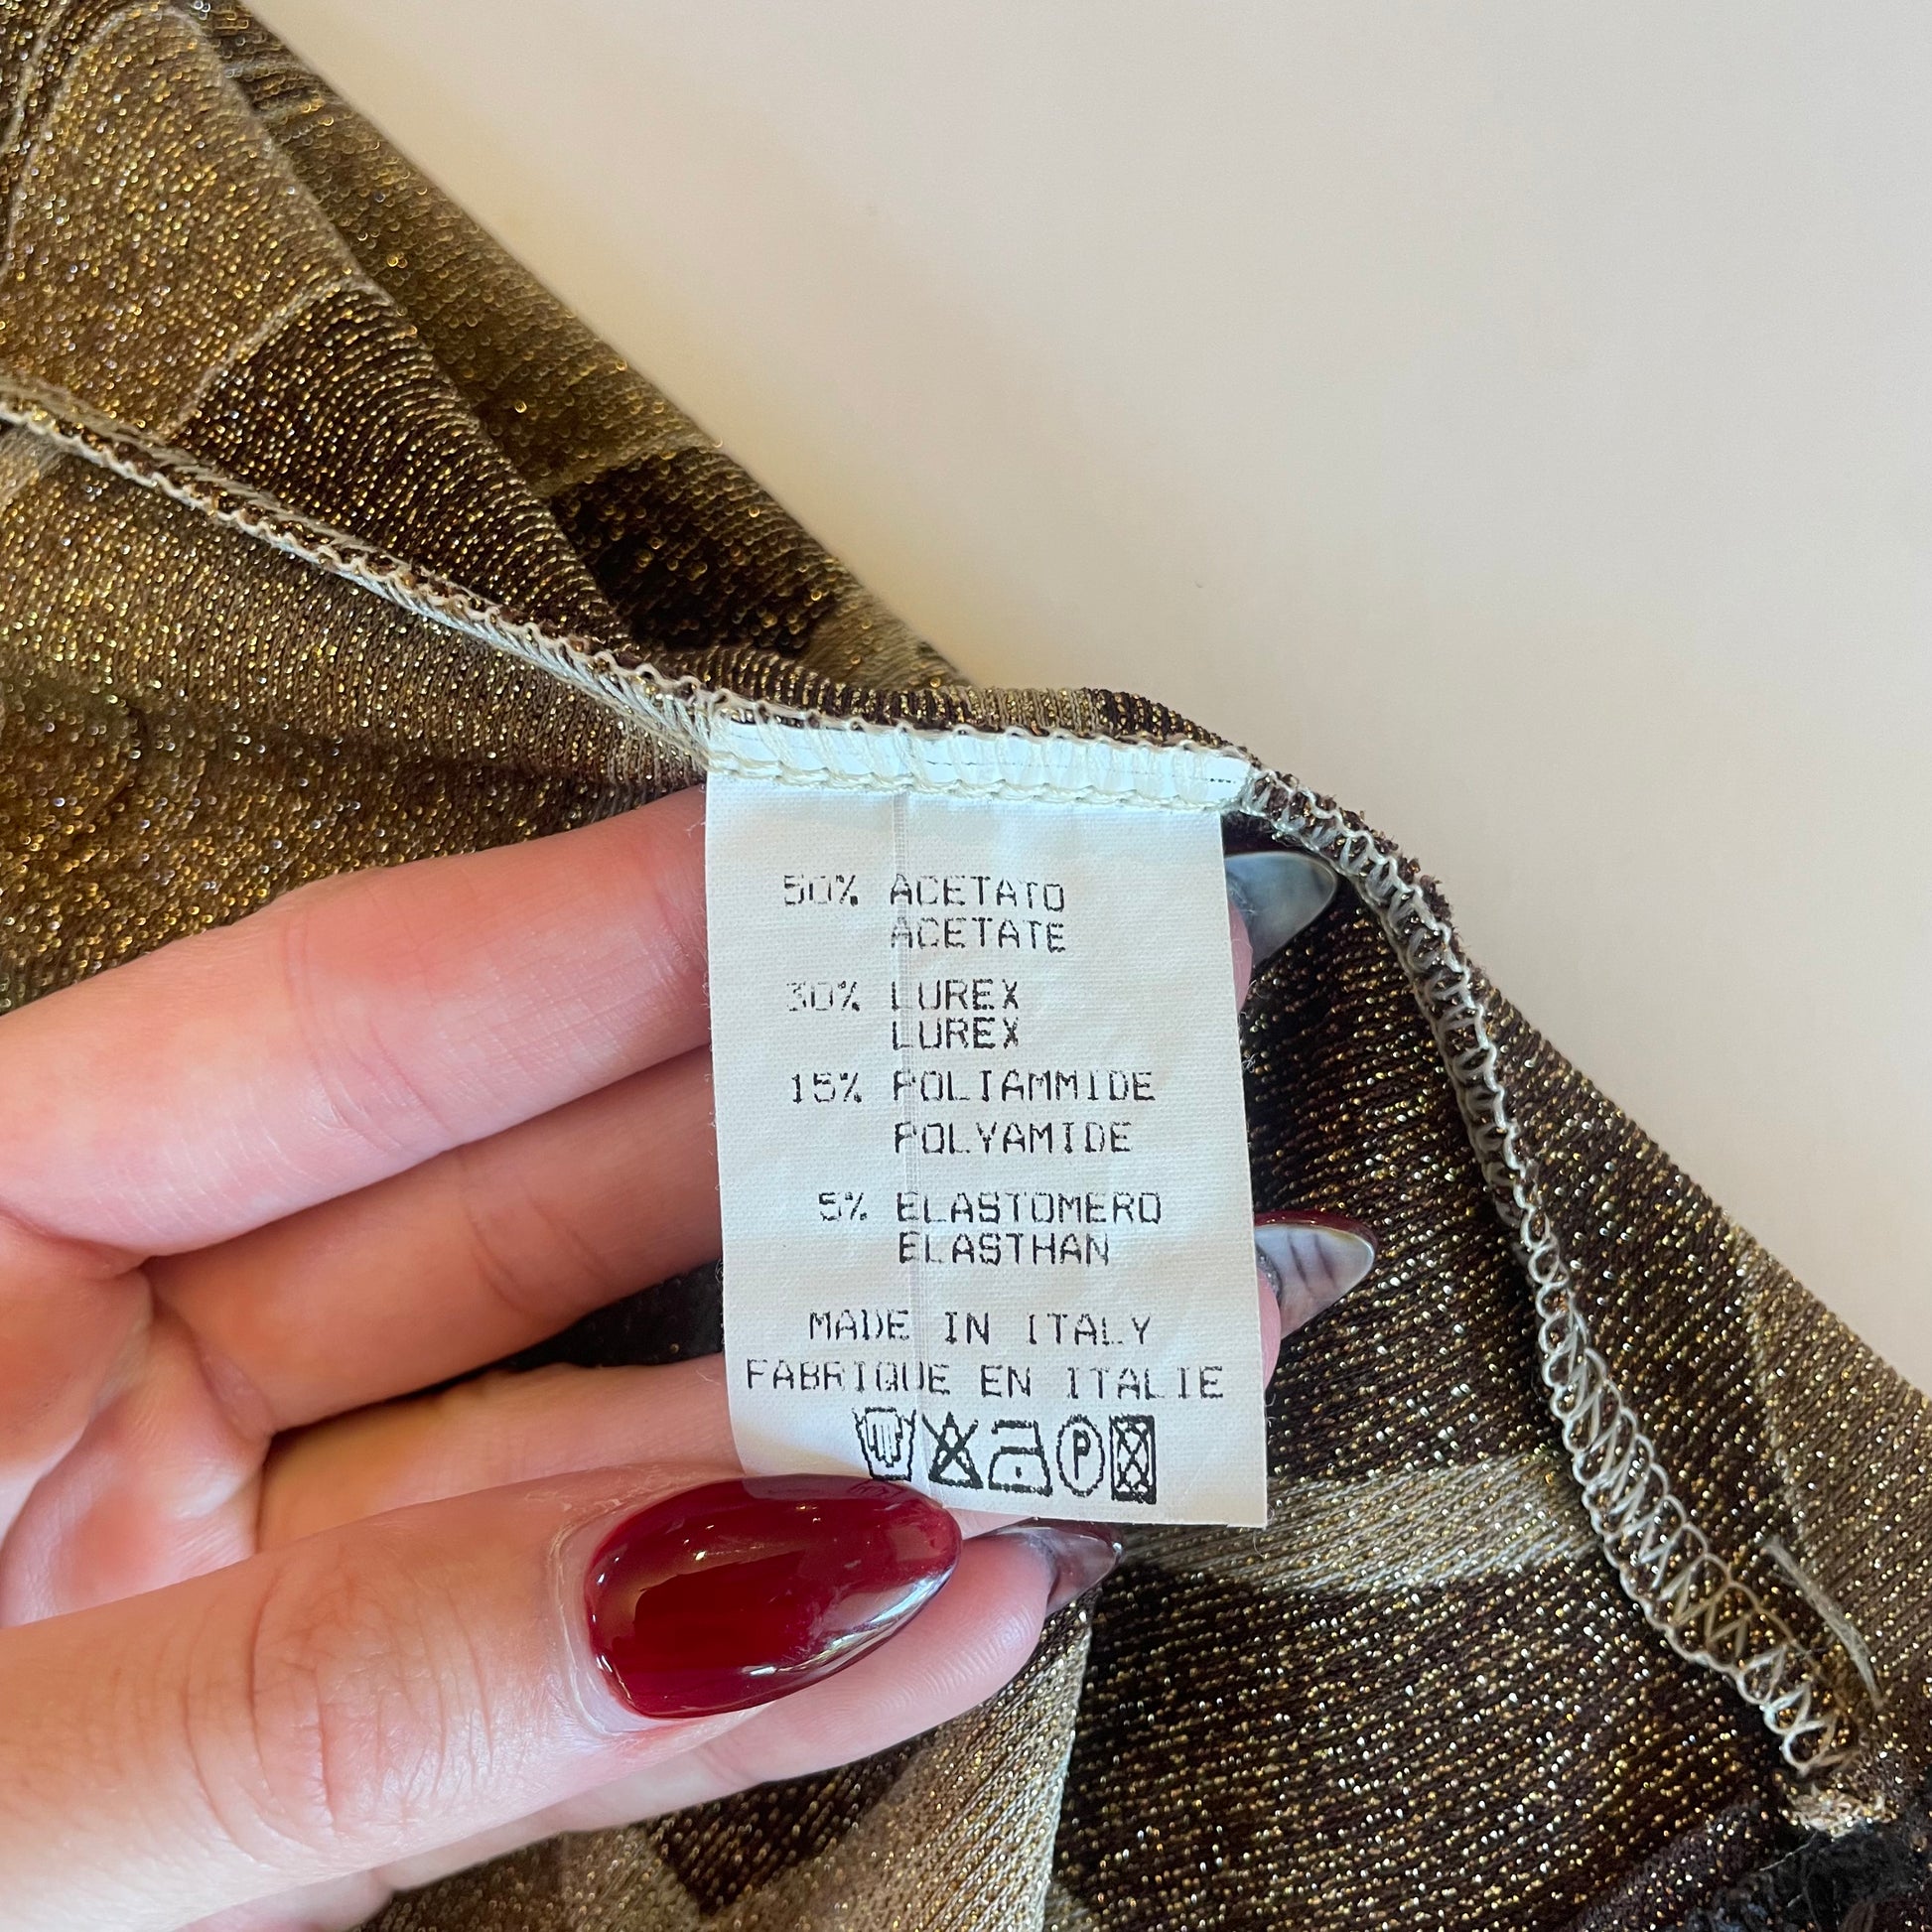 50% ACETATO
ACETATE
30% LUREX
LUREX
15% POLIAMMIDE
POLYAMIDE
5% ELASTOMERO
ELASTHAN
MADE IN ITALY
FABRIQUE EN ITALIE
P